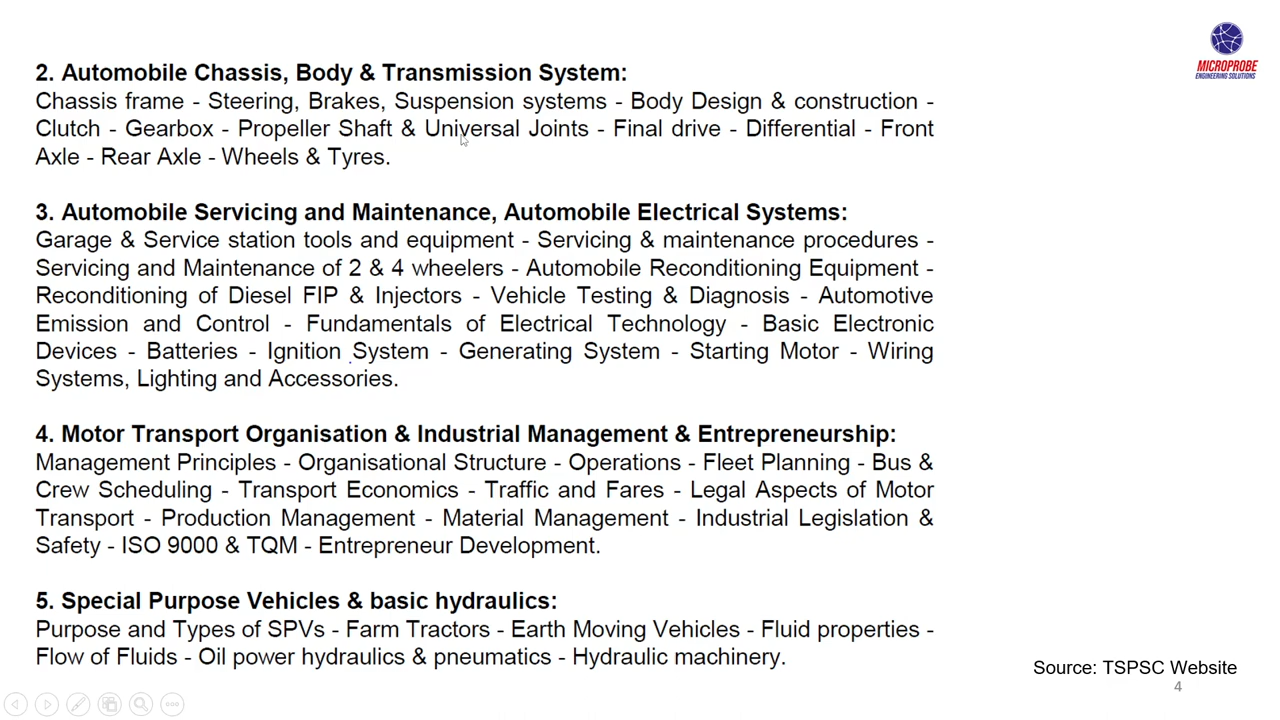 MICROPROBE
ENGINEERING SOLUTIONS
2. Automobile Chassis, Body & Transmission System:
Chassis frame - Steering, Brakes, Suspension systems - Body Design & construction -
Clutch - Gearbox - Propeller Shaft & Universal Joints - Final drive - Differential - Front
Axle - Rear Axle - Wheels & Tyres.
3. Automobile Servicing and Maintenance, Automobile Electrical Systems:
Garage & Service station tools and equipment - Servicing & maintenance procedures -
Servicing and Maintenance of 2 & 4 wheelers - Automobile Reconditioning Equipment -
Reconditioning of Diesel FIP & Injectors - Vehicle Testing & Diagnosis - Automotive
Emission and Control - Fundamentals of Electrical Technology - Basic Electronic
Devices - Batteries - Ignition System - Generating System - Starting Motor - Wiring
Systems, Lighting and Accessories.
4. Motor Transport Organisation & Industrial Management & Entrepreneurship:
Management Principles - Organisational Structure - Operations - Fleet Planning - Bus &
Crew Scheduling - Transport Economics - Traffic and Fares - Legal Aspects of Motor
Transport - Production Management - Material Management - Industrial Legislation &
Safety - ISO 9000 & TQM - Entrepreneur Development.
5. Special Purpose Vehicles & basic hydraulics:
Purpose and Types of SPVs - Farm Tractors - Earth Moving Vehicles - Fluid properties -
Flow of Fluids - Oil power hydraulics & pneumatics - Hydraulic machinery.
Source: TSPSC Website
4